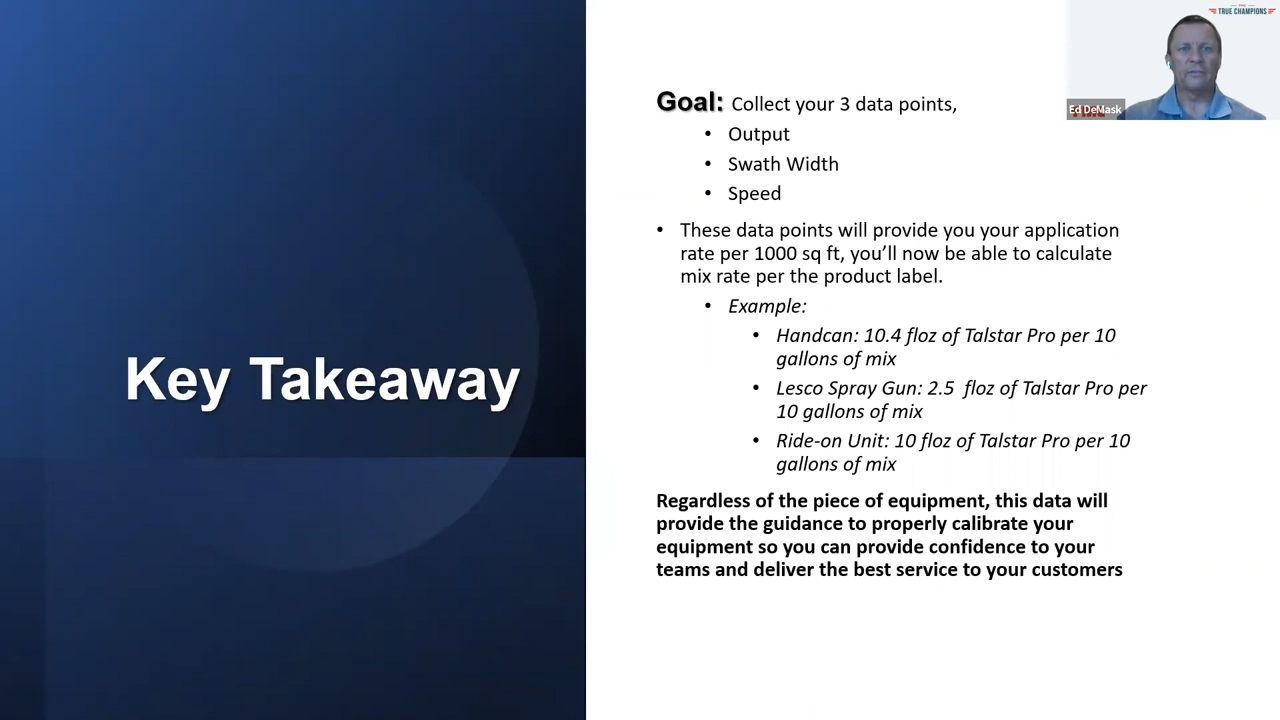 TRUE CHAMPIONS
Ed DeMask
Key Takeaway
Goal: Collect your 3 data points,
• Output
• Swath Width
• Speed
• These data points will provide you your application
rate per 1000 sq ft, you’ll now be able to calculate
mix rate per the product label.
• Example:
• Handcan: 10.4 floz of Talstar Pro per 10
gallons of mix
• Lesco Spray Gun: 2.5 floz of Talstar Pro per
10 gallons of mix
• Ride-on Unit: 10 floz of Talstar Pro per 10
gallons of mix
Regardless of the piece of equipment, this data will
provide the guidance to properly calibrate your
equipment so you can provide confidence to your
teams and deliver the best service to your customers